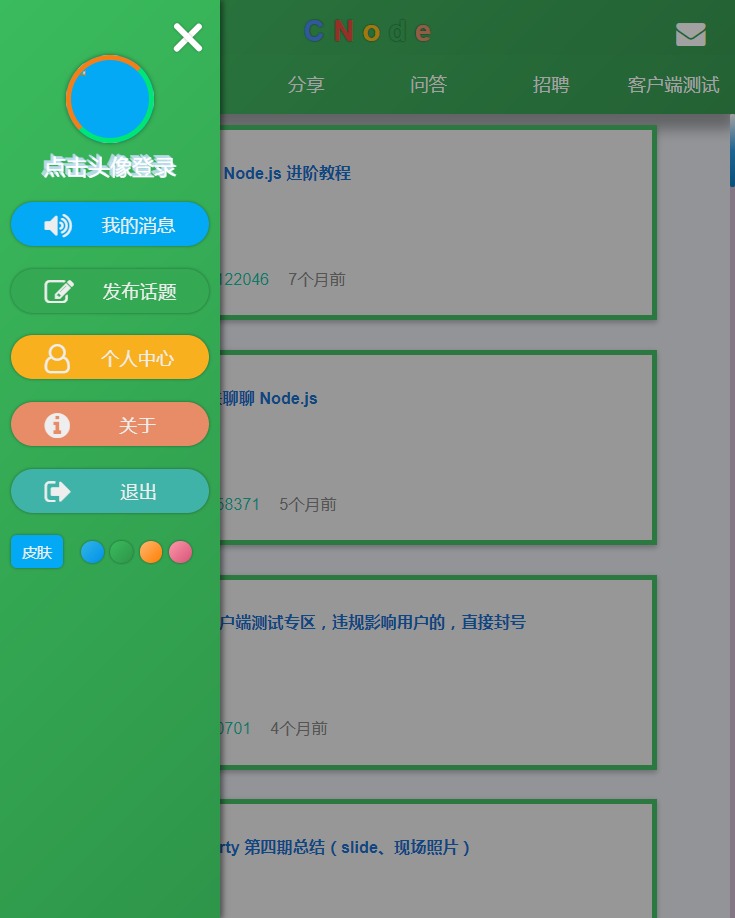 CNode
分享 问答 招聘 客户端测试
点击头像登录
我的消息
发布话题
个人中心
关于
退出
皮肤
Node.js 进阶教程
122046 7个月前
聊聊 Node.js
58371 5个月前
户端测试专区，违规影响用户的，直接封号
0701 4个月前
rty 第四期总结（slide、现场照片）